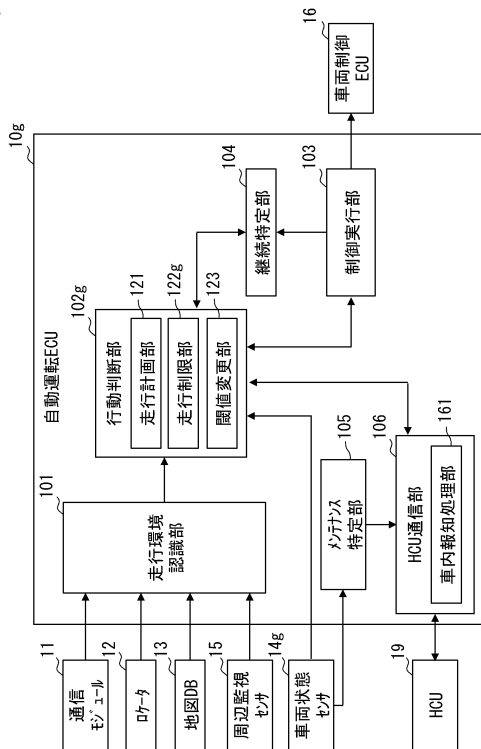 10g
自動運転ECU
11
通信
ﾓｼﾞｭｰﾙ
12
ﾛｹｰﾀ
13
地図DB
15
周辺監視
ｾﾝｻ
14g
車両状態
ｾﾝｻ
19
HCU
101
走行環境
認識部
102g
行動判断部
121
走行計画部
122g
走行制限部
123
閾値変更部
104
継続特定部
103
制御実行部
16
車両制御
ECU
105
ﾒﾝﾃﾅﾝｽ
特定部
106
HCU通信部
161
車内報知処理部